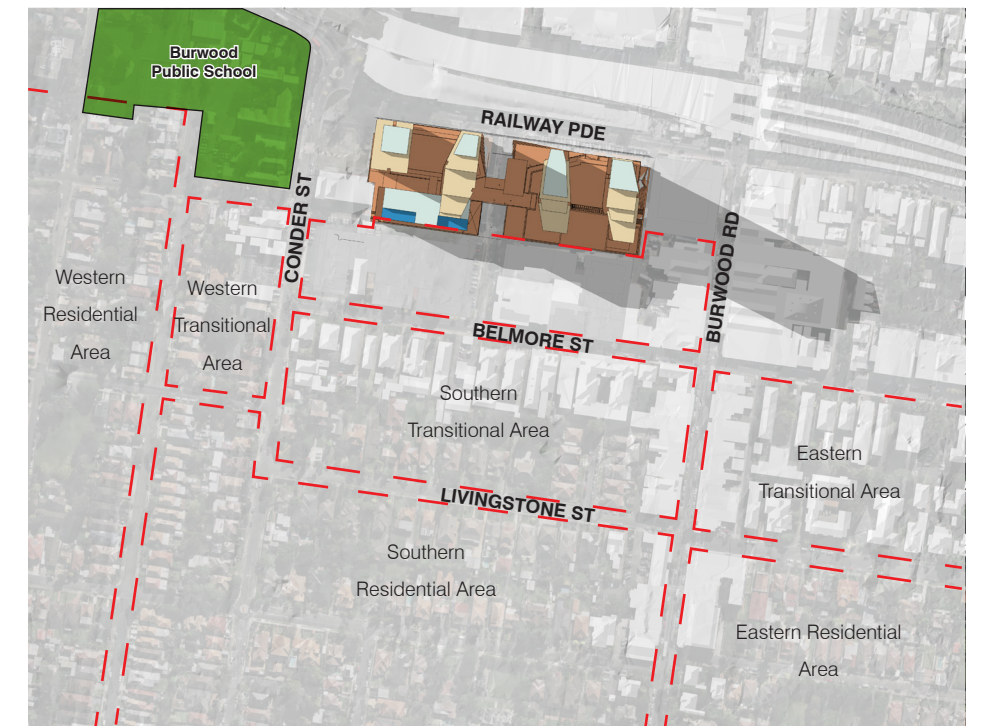 Burwood
Public School
RAILWAY PDE
CONDER ST
BURWOOD RD
Western
Residential
Area
Western
Transitional
Area
BELMORE ST
Southern
Transitional Area
Eastern
Transitional Area
LIVINGSTONE ST
Southern
Residential Area
Eastern Residential
Area